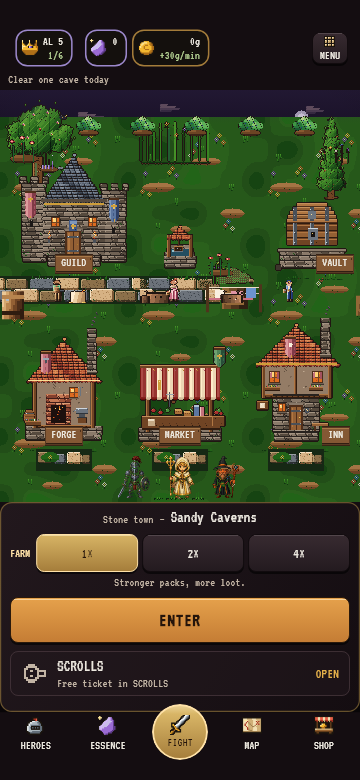 AL 5
1/6
0
0g
+30g/min
MENU
Clear one cave today
GUILD
VAULT
FORGE
MARKET
INN
Stone town - Sandy Caverns
FARM
1X
2X
4X
Stronger packs, more loot.
ENTER
SCROLLS
Free ticket in SCROLLS
OPEN
HEROES
ESSENCE
FIGHT
MAP
SHOP